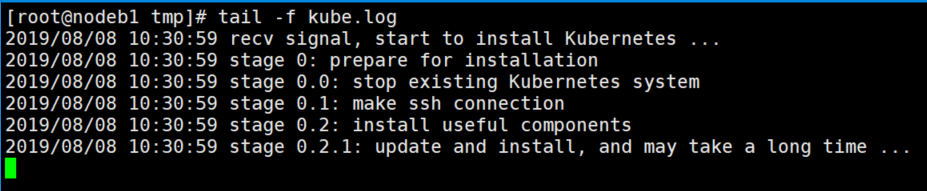 [root@nodeb1 tmp]# tail -f kube.log
2019/08/08 10:30:59 recv signal, start to install Kubernetes ...
2019/08/08 10:30:59 stage 0: prepare for installation
2019/08/08 10:30:59 stage 0.0: stop existing Kubernetes system
2019/08/08 10:30:59 stage 0.1: make ssh connection
2019/08/08 10:30:59 stage 0.2: install useful components
2019/08/08 10:30:59 stage 0.2.1: update and install, and may take a long time ...